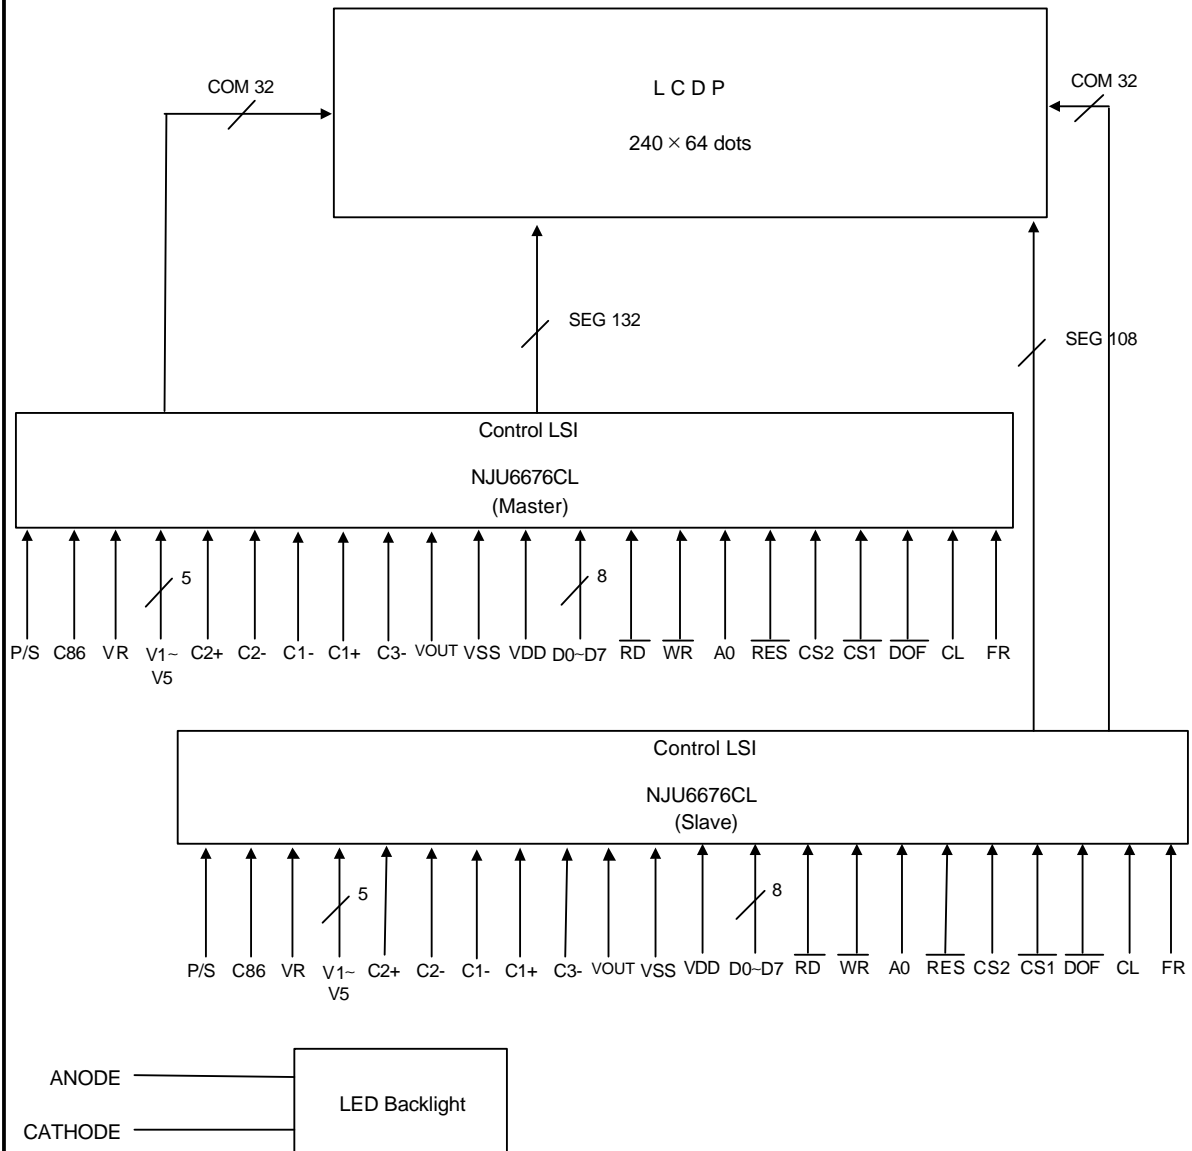 COM 32
L C D P
COM 32
240 × 64 dots
SEG 132
SEG 108
Control LSI
NJU6676CL
(Master)
5
8
P/S C86 VR V1~ V5 C2+ C2- C1- C1+ C3- VOUT VSS VDD D0~D7 RD WR A0 RES CS2 CS1 DOF CL FR
Control LSI
NJU6676CL
(Slave)
5
8
P/S C86 VR V1~ V5 C2+ C2- C1- C1+ C3- VOUT VSS VDD D0~D7 RD WR A0 RES CS2 CS1 DOF CL FR
ANODE
LED Backlight
CATHODE